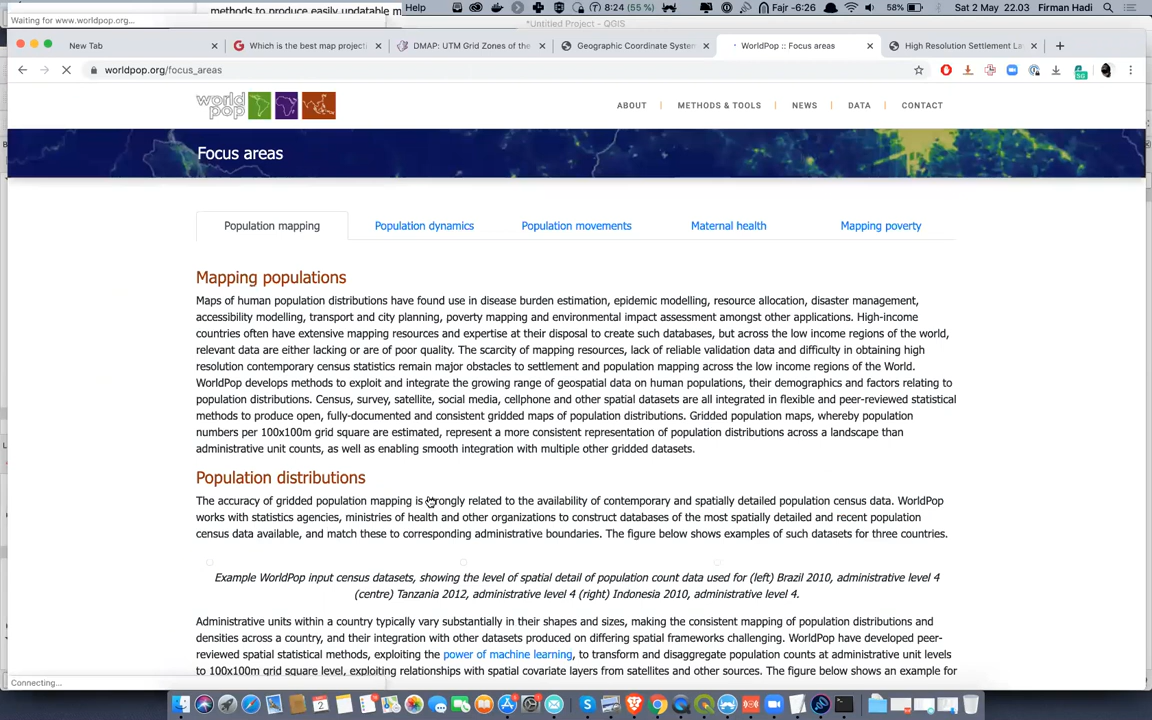 methods to produce easily updatable m
Waiting for www.worldpop.org...
Help
8:24 (55 %)
Fajr -6:26
58%
Sat 2 May 22.03
Firman Hadi
*Untitled Project - QGIS
New Tab
Which is the best map projecti
DMAP: UTM Grid Zones of the
Geographic Coordinate System
WorldPop :: Focus areas
High Resolution Settlement La
worldpop.org/focus_areas
world pop
ABOUT
METHODS & TOOLS
NEWS
DATA
CONTACT
Focus areas
Population mapping
Population dynamics
Population movements
Maternal health
Mapping poverty
Mapping populations
Maps of human population distributions have found use in disease burden estimation, epidemic modelling, resource allocation, disaster management,
accessibility modelling, transport and city planning, poverty mapping and environmental impact assessment amongst other applications. High-income
countries often have extensive mapping resources and expertise at their disposal to create such databases, but across the low income regions of the world,
relevant data are either lacking or are of poor quality. The scarcity of mapping resources, lack of reliable validation data and difficulty in obtaining high
resolution contemporary census statistics remain major obstacles to settlement and population mapping across the low income regions of the World.
WorldPop develops methods to exploit and integrate the growing range of geospatial data on human populations, their demographics and factors relating to
population distributions. Census, survey, satellite, social media, cellphone and other spatial datasets are all integrated in flexible and peer-reviewed statistical
methods to produce open, fully-documented and consistent gridded maps of population distributions. Gridded population maps, whereby population
numbers per 100x100m grid square are estimated, represent a more consistent representation of population distributions across a landscape than
administrative unit counts, as well as enabling smooth integration with multiple other gridded datasets.
Population distributions
The accuracy of gridded population mapping is strongly related to the availability of contemporary and spatially detailed population census data. WorldPop
works with statistics agencies, ministries of health and other organizations to construct databases of the most spatially detailed and recent population
census data available, and match these to corresponding administrative boundaries. The figure below shows examples of such datasets for three countries.
Example WorldPop input census datasets, showing the level of spatial detail of population count data used for (left) Brazil 2010, administrative level 4
(centre) Tanzania 2012, administrative level 4 (right) Indonesia 2010, administrative level 4.
Administrative units within a country typically vary substantially in their shapes and sizes, making the consistent mapping of population distributions and
densities across a country, and their integration with other datasets produced on differing spatial frameworks challenging. WorldPop have developed peer-
reviewed spatial statistical methods, exploiting the power of machine learning, to transform and disaggregate population counts at administrative unit levels
to 100x100m grid square level, exploiting relationships with spatial covariate layers from satellites and other sources. The figure below shows an example for
Connecting...